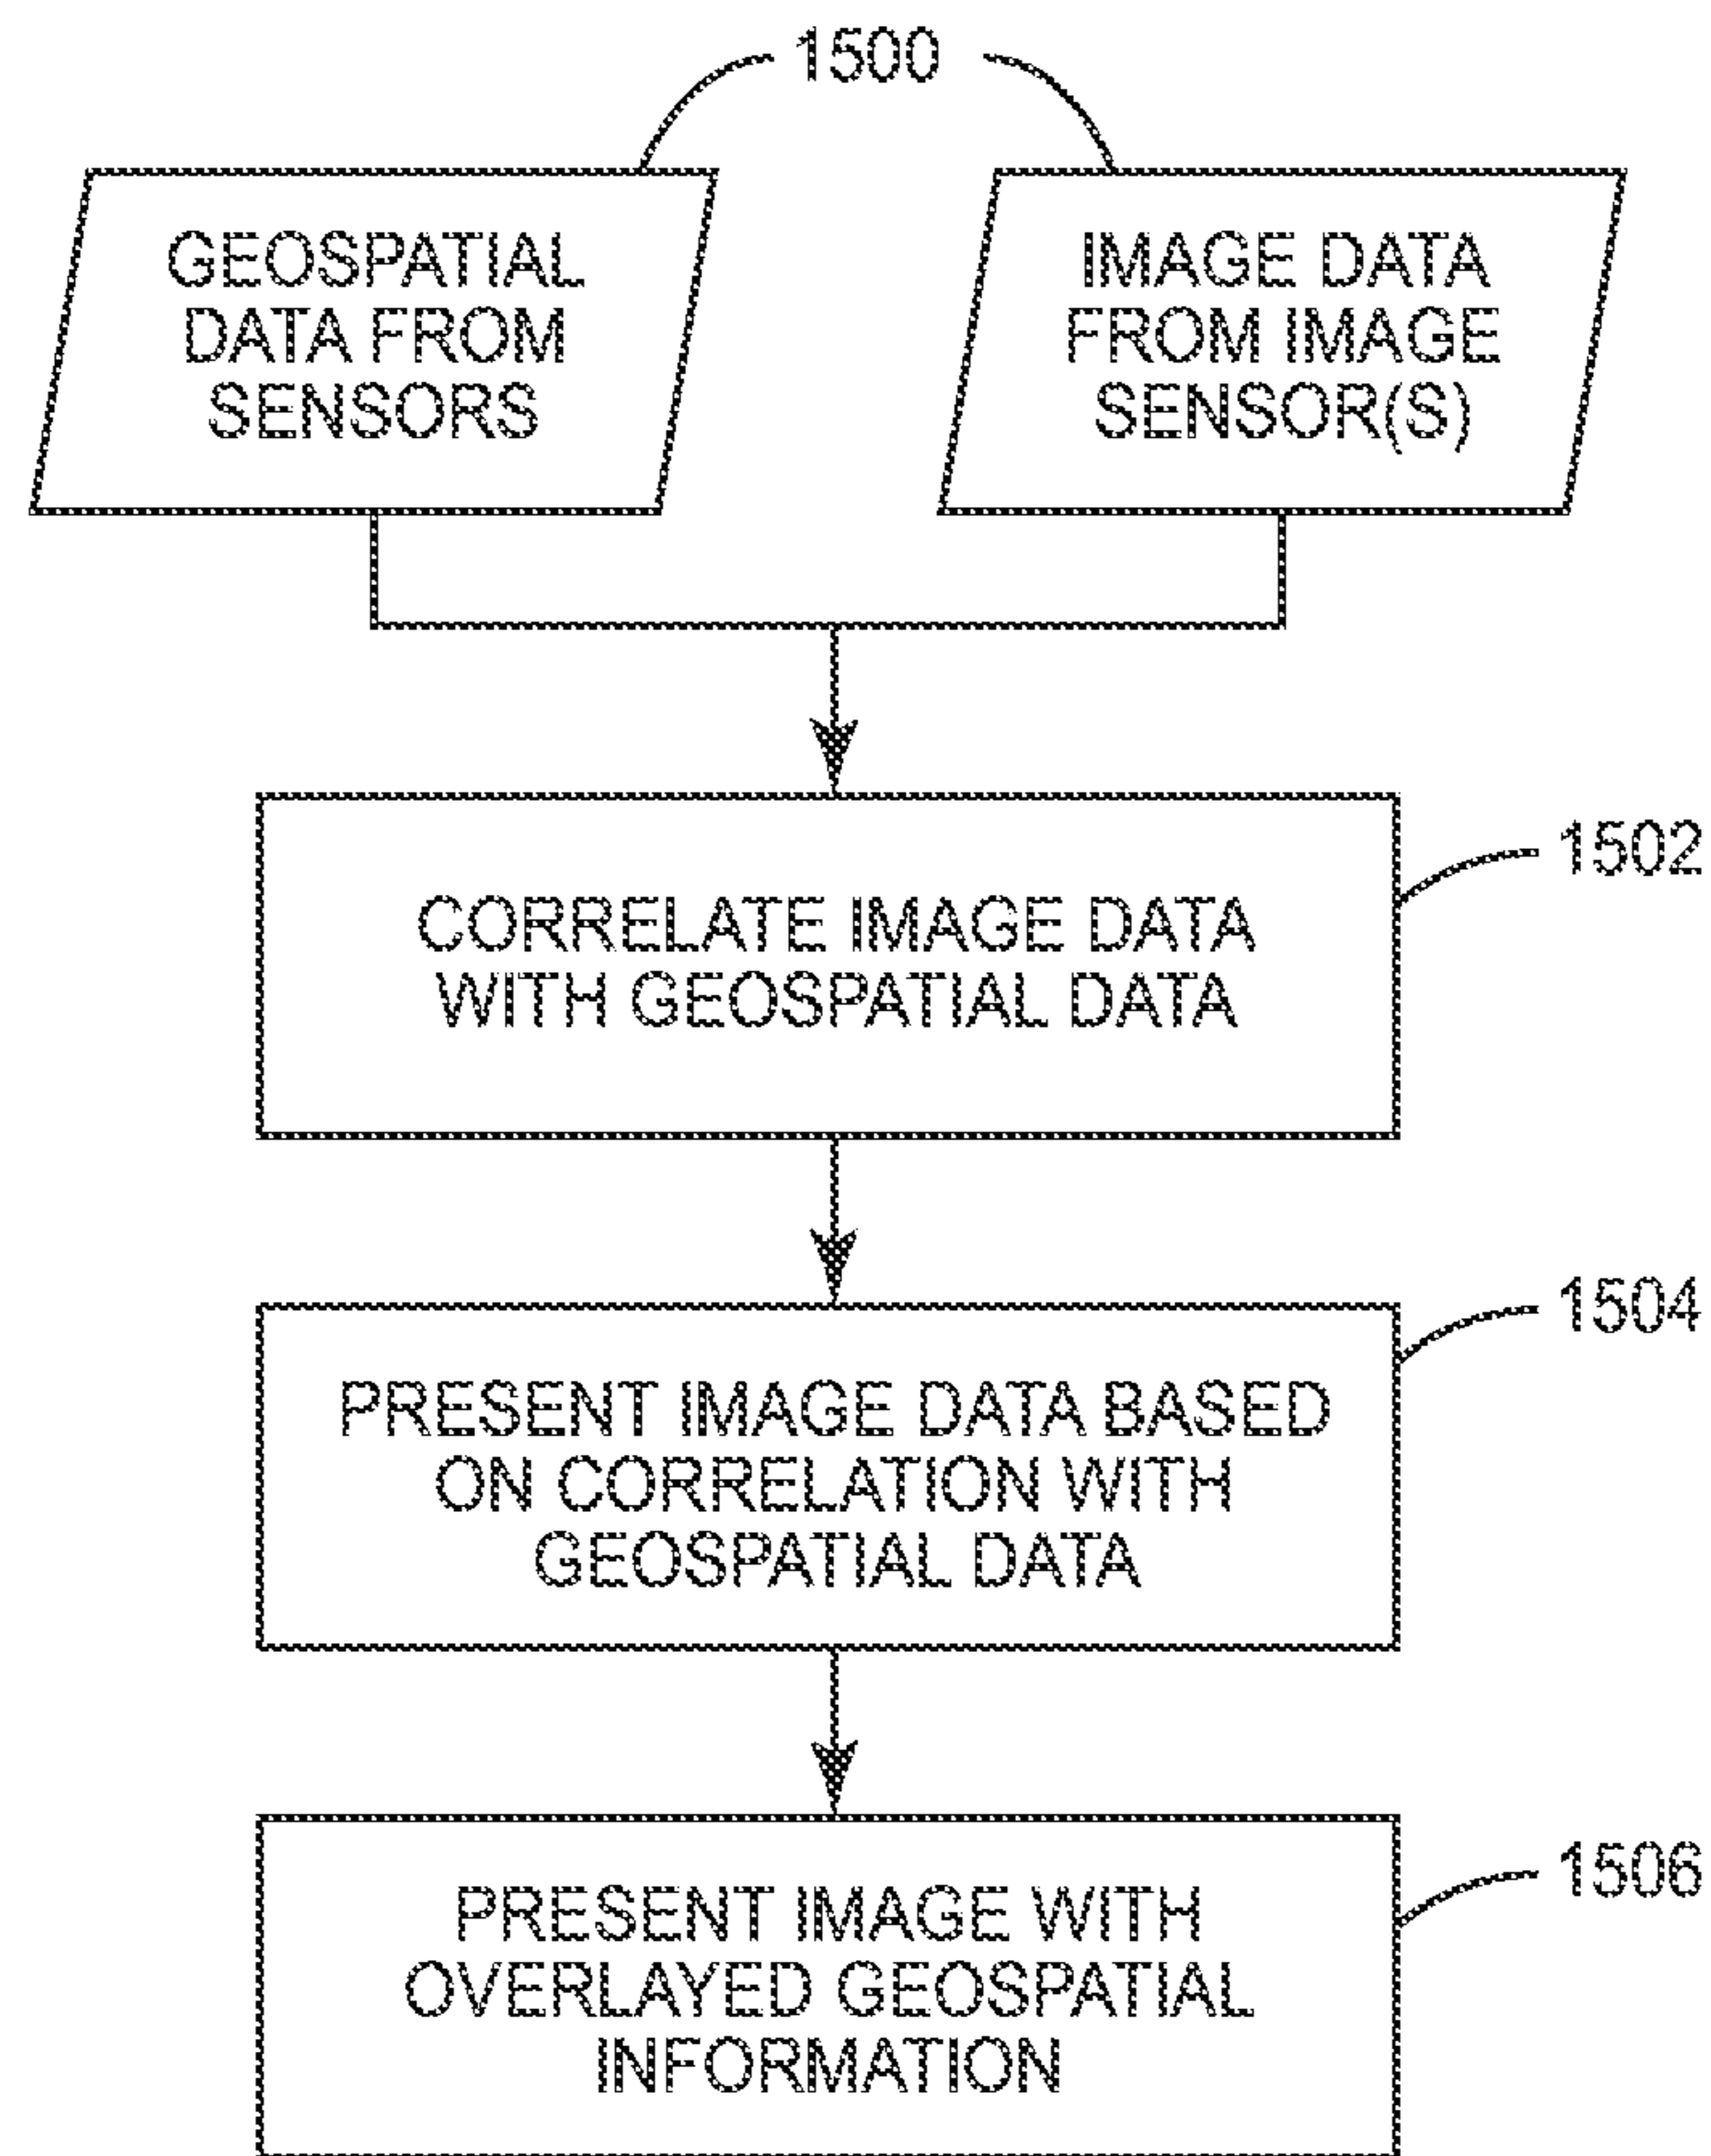 1500
GEOSPATIAL
DATA FROM
SENSORS
IMAGE DATA
FROM IMAGE
SENSOR(S)
CORRELATE IMAGE DATA
WITH GEOSPATIAL DATA
1502
PRESENT IMAGE DATA BASED
ON CORRELATION WITH
GEOSPATIAL DATA
1504
PRESENT IMAGE WITH
OVERLAYED GEOSPATIAL
INFORMATION
1506